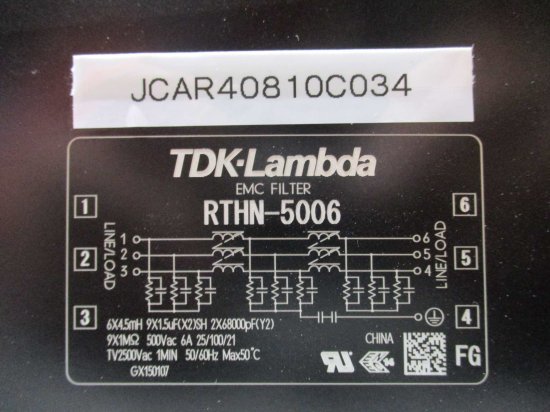 JCAR40810C034
TDK-Lambda
EMC FILTER
RTHN-5006
1
2
3
LINE/LOAD
1
2
3
6
5
4
LINE/LOAD
6
5
4
6X4.5mH 9X1.5uF(X2)SH 2X68000pF(Y2)
9X1MΩ 500Vac 6A 25/100/21
TV2500Vac 1MIN 50/60Hz Max50°C
GX150107
CHINA
FG